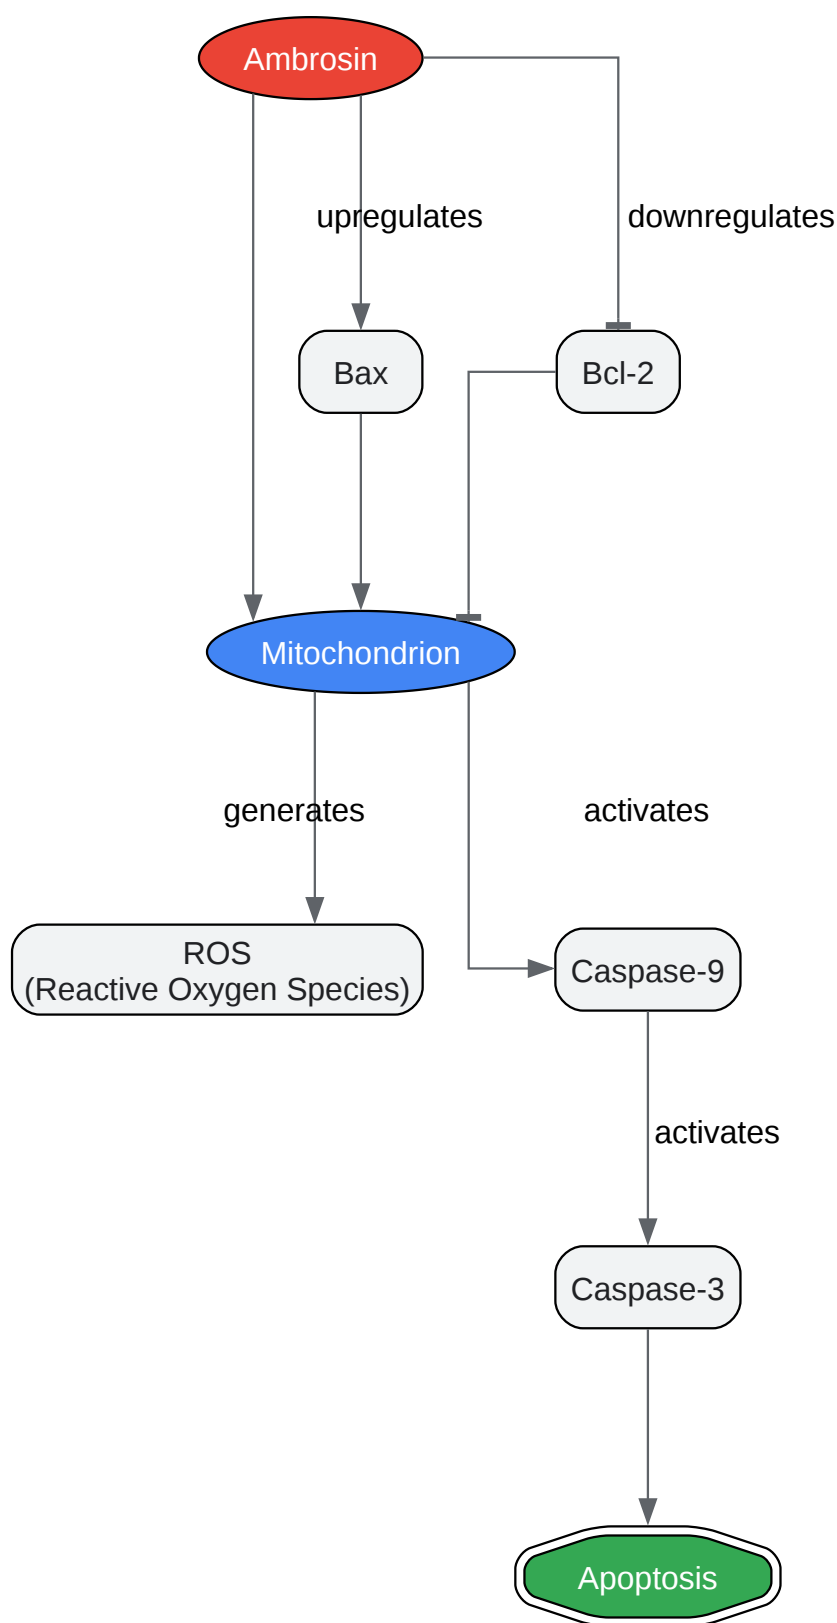 Ambrosin
upregulates
downregulates
Bax
Bcl-2
Mitochondrion
generates
activates
ROS
(Reactive Oxygen Species)
Caspase-9
activates
Caspase-3
Apoptosis